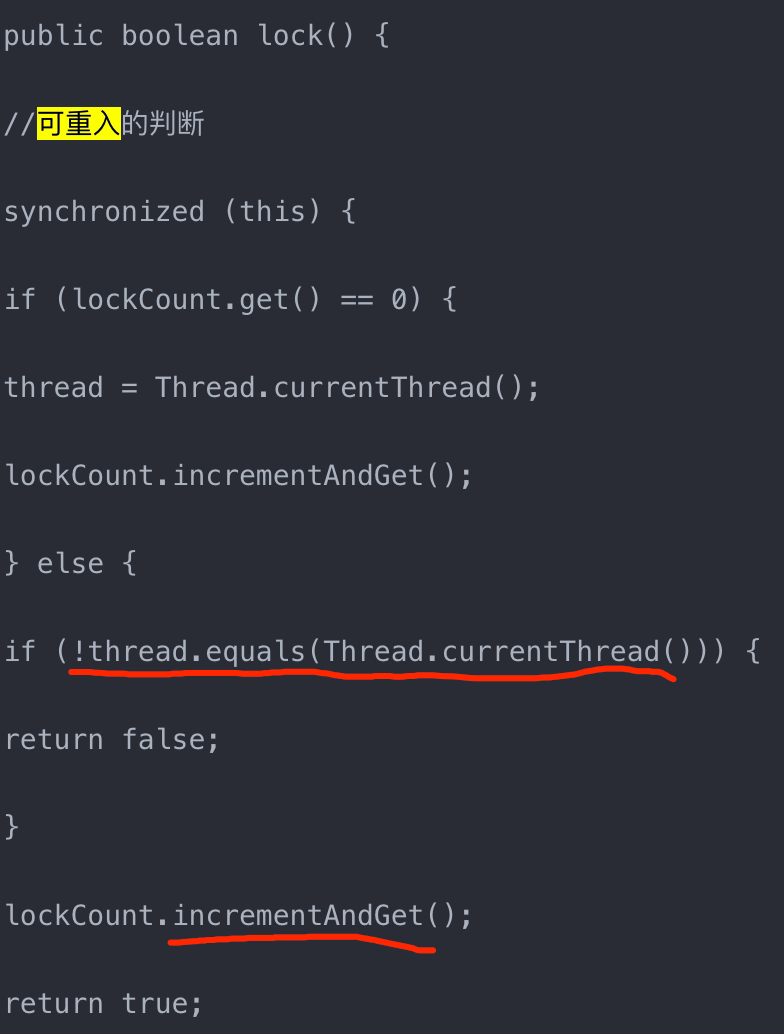 public boolean lock() {
//可重入的判断
synchronized (this) {
if (lockCount.get() == 0) {
thread = Thread.currentThread();
lockCount.incrementAndGet();
} else {
if (!thread.equals(Thread.currentThread())) {
return false;
}
lockCount.incrementAndGet();
return true;